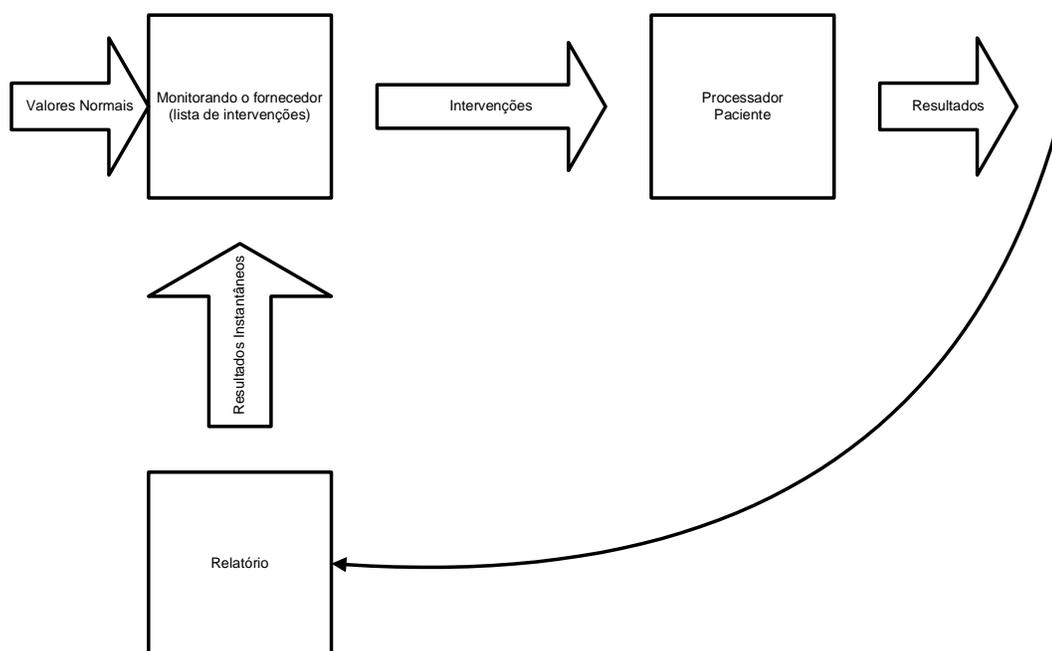 Valores Normais
Monitorando o fornecedor
(lista de intervenções)
Intervenções
Processador
Paciente
Resultados
Resultados Instantâneos
Relatório